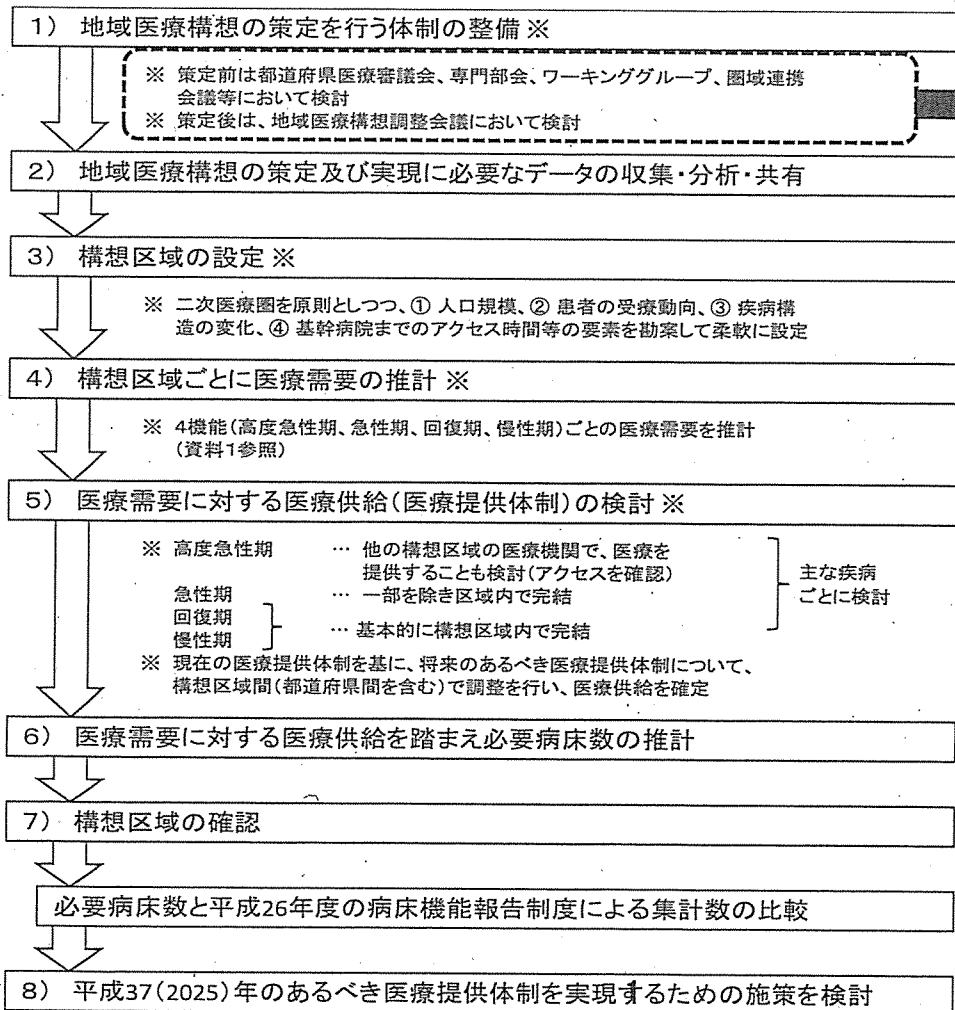 1) 地域医療構想の策定を行う体制の整備 ※
※ 策定前は都道府県医療審議会、専門部会、ワーキンググループ、圏域連携
会議等において検討
※ 策定後は、地域医療構想調整会議において検討
2) 地域医療構想の策定及び実現に必要なデータの収集・分析・共有
3) 構想区域の設定 ※
※ 二次医療圏を原則としつつ、① 人口規模、② 患者の受療動向、③ 疾病構
造の変化、④ 基幹病院までのアクセス時間等の要素を勘案して柔軟に設定
4) 構想区域ごとに医療需要の推計 ※
※ 4機能(高度急性期、急性期、回復期、慢性期)ごとの医療需要を推計
(資料1参照)
5) 医療需要に対する医療供給(医療提供体制)の検討 ※
※ 高度急性期 … 他の構想区域の医療機関で、医療を
提供することも検討(アクセスを確認)
急性期 … 一部を除き区域内で完結
回復期
慢性期 … 基本的に構想区域内で完結
主な疾病
ごとに検討
※ 現在の医療提供体制を基に、将来のあるべき医療提供体制について、
構想区域間(都道府県間を含む)で調整を行い、医療供給を確定
6) 医療需要に対する医療供給を踏まえ必要病床数の推計
7) 構想区域の確認
必要病床数と平成26年度の病床機能報告制度による集計数の比較
8) 平成37(2025)年のあるべき医療提供体制を実現するための施策を検討